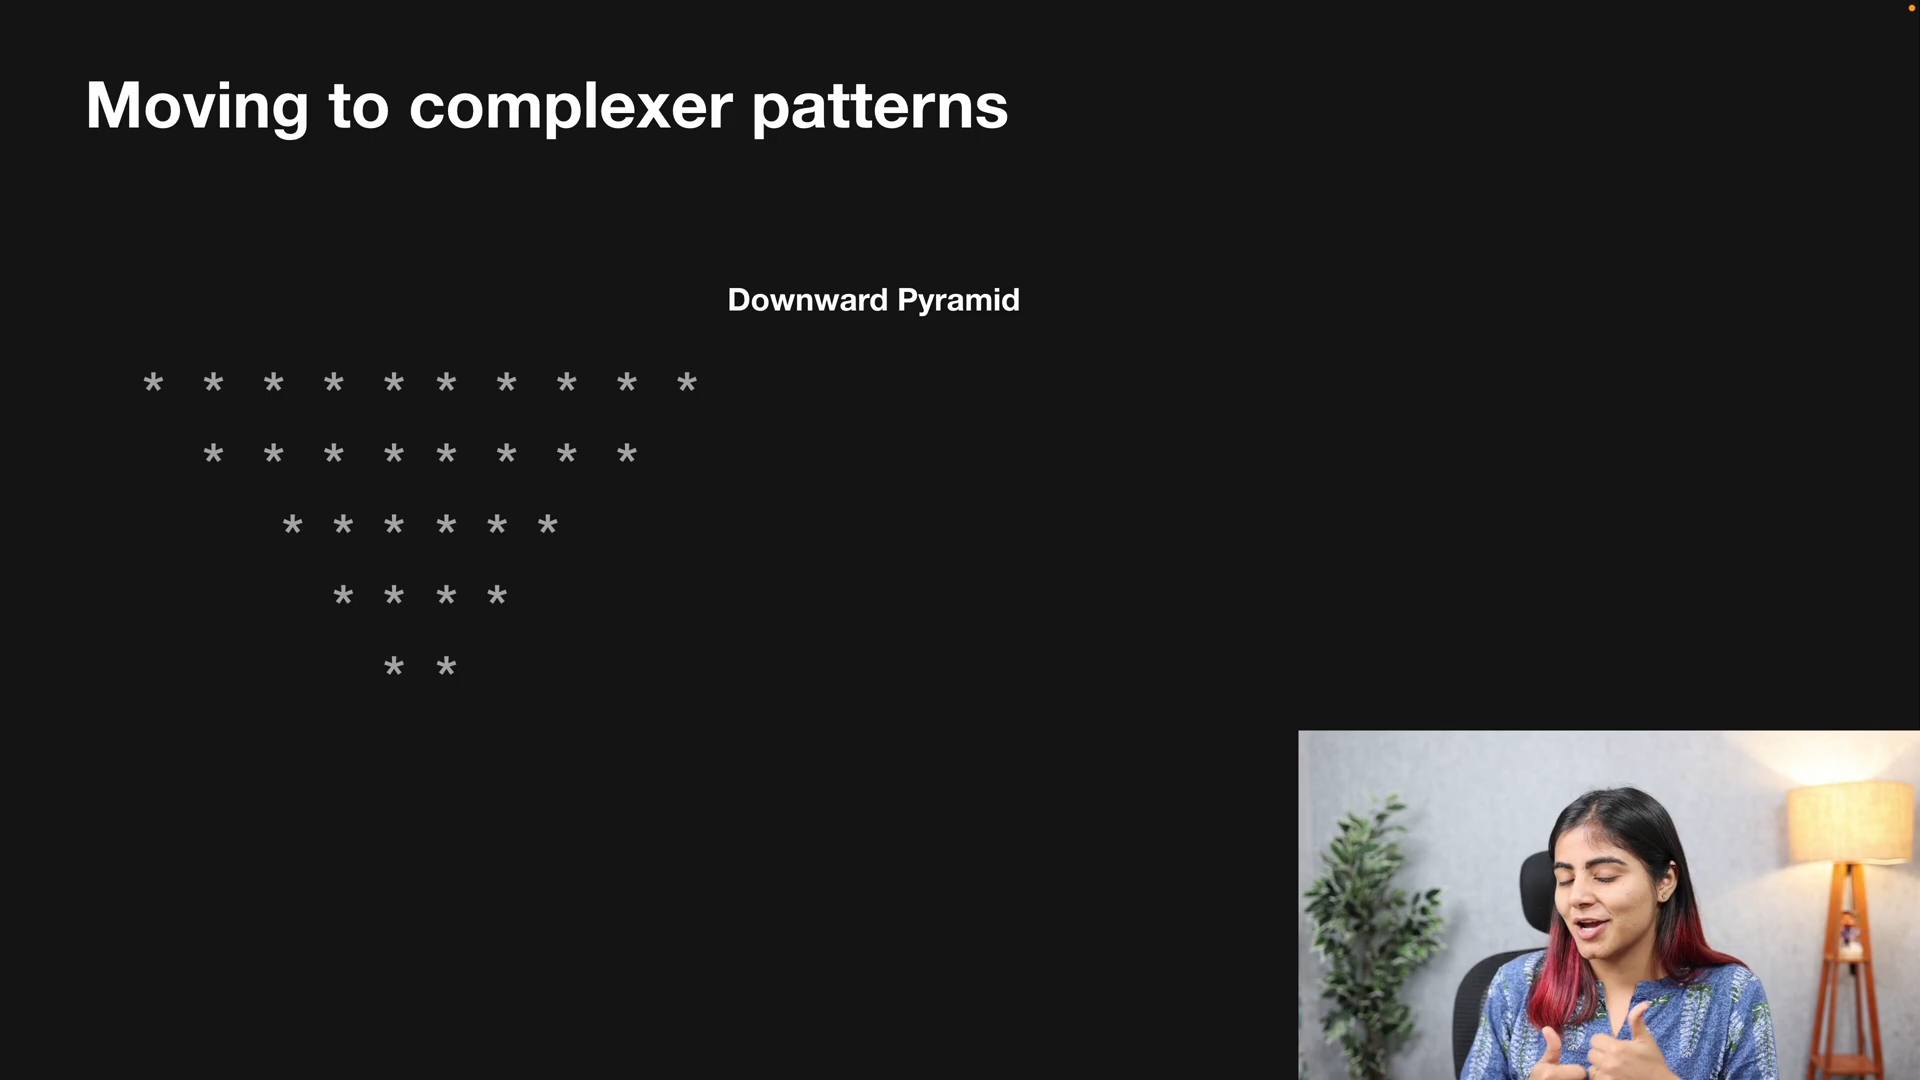 Moving to complexer patterns
Downward Pyramid
* * * * * * * * * *
* * * * * * * *
* * * * * *
* * * *
* *